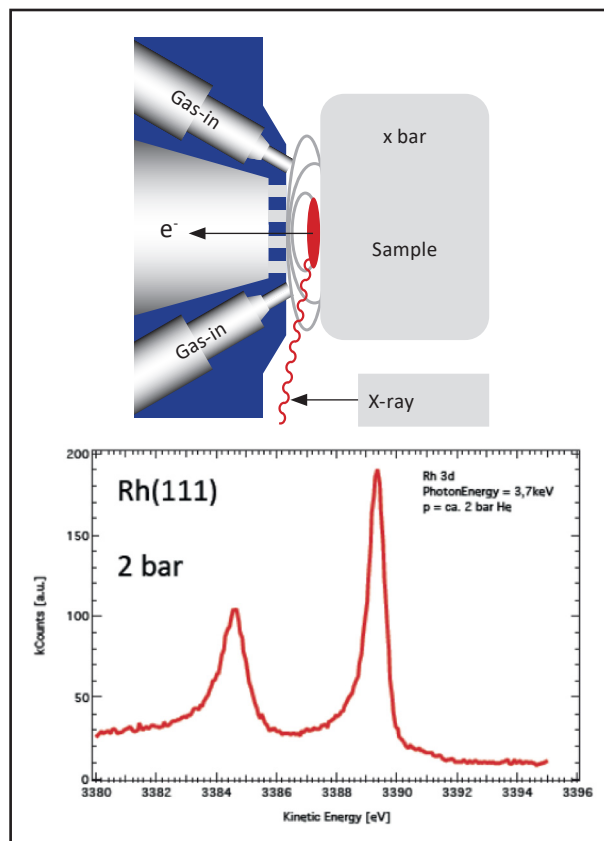 Gas-in
x bar
e-
Sample
Gas-in
X-ray
Rh(111)
2 bar
Rh 3d
PhotonEnergy = 3,7keV
p = ca. 2 bar He
200
150
100
50
0
kCounts [a.u.]
3380 3382 3384 3386 3388 3390 3392 3394 3396
Kinetic Energy [eV]